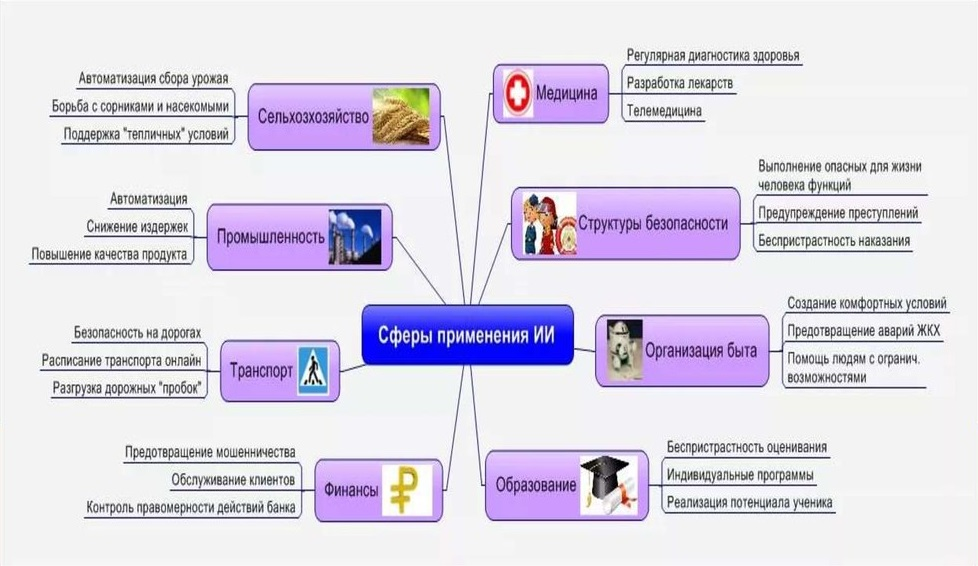 Сферы применения ИИ
Сельхозхозяйство
Автоматизация сбора урожая
Борьба с сорниками и насекомыми
Поддержка "тепличных" условий
Промышленность
Автоматизация
Снижение издержек
Повышение качества продукта
Транспорт
Безопасность на дорогах
Расписание транспорта онлайн
Разгрузка дорожных "пробок"
Финансы
Предотвращение мошенничества
Обслуживание клиентов
Контроль правомерности действий банка
Медицина
Регулярная диагностика здоровья
Разработка лекарств
Телемедицина
Структуры безопасности
Выполнение опасных для жизни
человека функций
Предупреждение преступлений
Беспристрастность наказания
Организация быта
Создание комфортных условий
Предотвращение аварий ЖКХ
Помощь людям с огранич.
возможностями
Образование
Беспристрастность оценивания
Индивидуальные программы
Реализация потенциала ученика